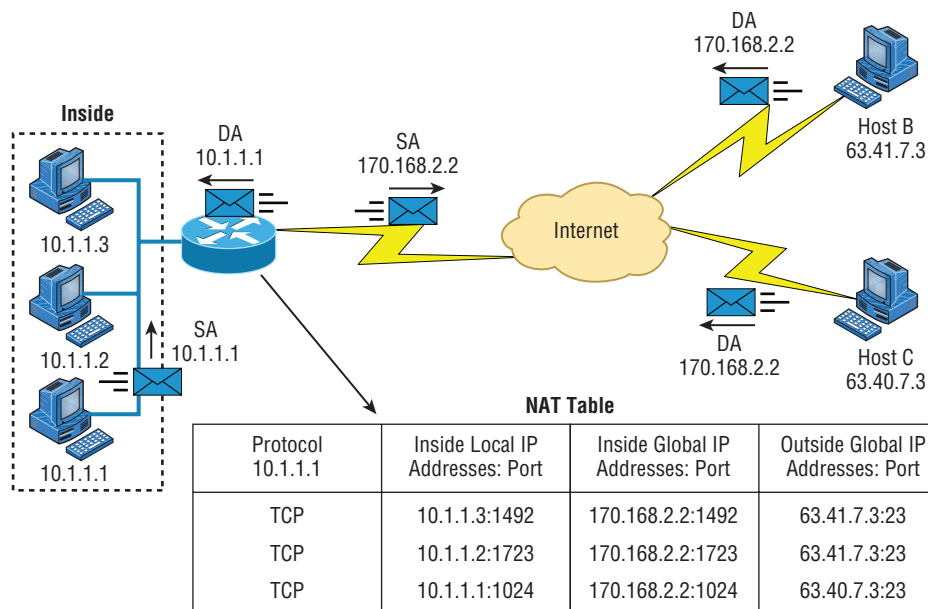 DA
170.168.2.2
Host B
63.41.7.3
Inside
DA
10.1.1.1
SA
170.168.2.2
10.1.1.3
Internet
10.1.1.2
SA
10.1.1.1
10.1.1.1
DA
170.168.2.2
Host C
63.40.7.3
NAT Table
Protocol
10.1.1.1
Inside Local IP
Addresses: Port
Inside Global IP
Addresses: Port
Outside Global IP
Addresses: Port
TCP 10.1.1.3:1492 170.168.2.2:1492 63.41.7.3:23
TCP 10.1.1.2:1723 170.168.2.2:1723 63.41.7.3:23
TCP 10.1.1.1:1024 170.168.2.2:1024 63.40.7.3:23